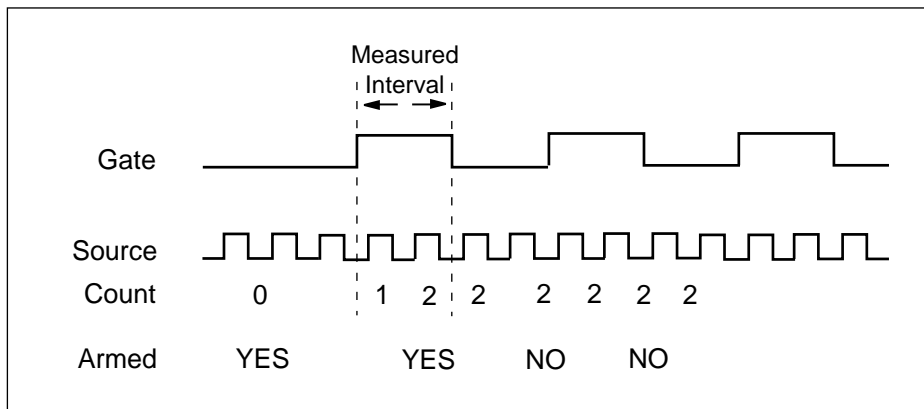 Measured
Interval
Gate
Source
Count 0 1 2 2 2 2 2 2
Armed YES YES NO NO